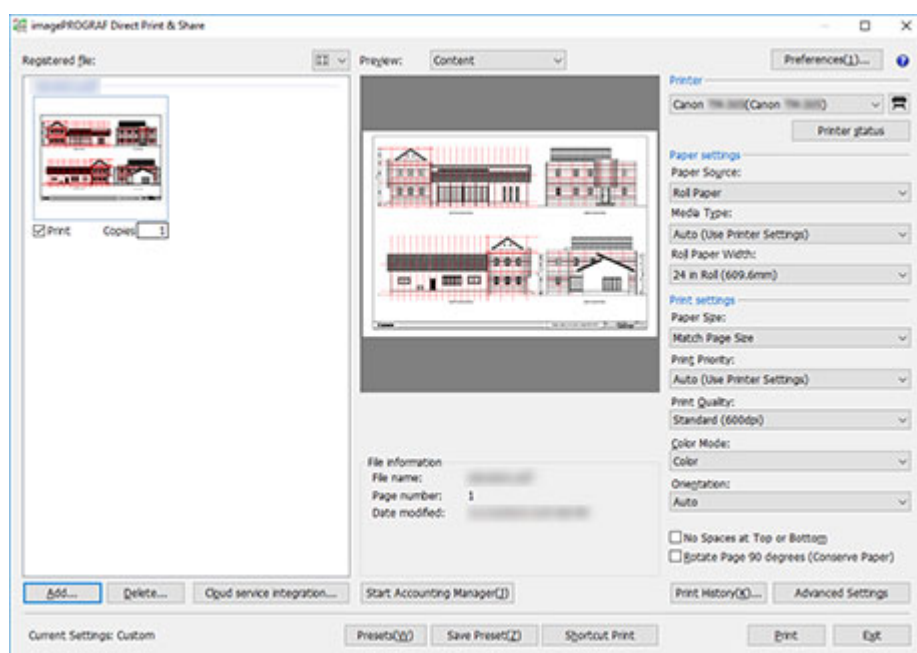 imagePROGRAF Direct Print & Share
Registered file:
Print
Copies 1
Preview: Content
File information
File name:
Page number: 1
Date modified:
Preferences(1)...
Printer
Canon (Canon )
Printer status
Paper settings
Paper Source:
Roll Paper
Media Type:
Auto (Use Printer Settings)
Roll Paper Width:
24 in Roll (609.6mm)
Print settings
Paper Size:
Match Page Size
Print Priority:
Auto (Use Printer Settings)
Print Quality:
Standard (600dpi)
Color Mode:
Color
Orientation:
Auto
No Spaces at Top or Bottom
Rotate Page 90 degrees (Conserve Paper)
Add... Delete... Cloud service integration... Start Accounting Manager(J) Print History(K)... Advanced Settings
Current Settings: Custom Presets(W) Save Preset(Z) Shortcut Print Print Exit